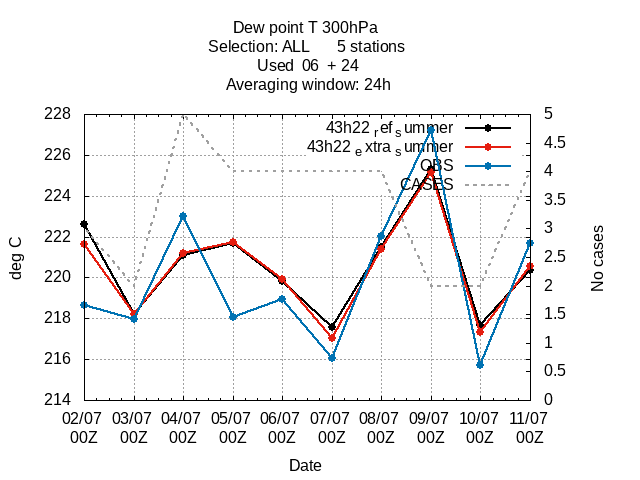 Dew point T 300hPa
Selection: ALL      5 stations
Used  06  + 24
Averaging window: 24h
43h22 ref summer
43h22 extra summer
OBS
CASES
228
226
224
222
220
218
216
214
deg C
5
4.5
4
3.5
3
2.5
2
1.5
1
0.5
0
No cases
02/07 03/07 04/07 05/07 06/07 07/07 08/07 09/07 10/07 11/07
00Z 00Z 00Z 00Z 00Z 00Z 00Z 00Z 00Z 00Z
Date